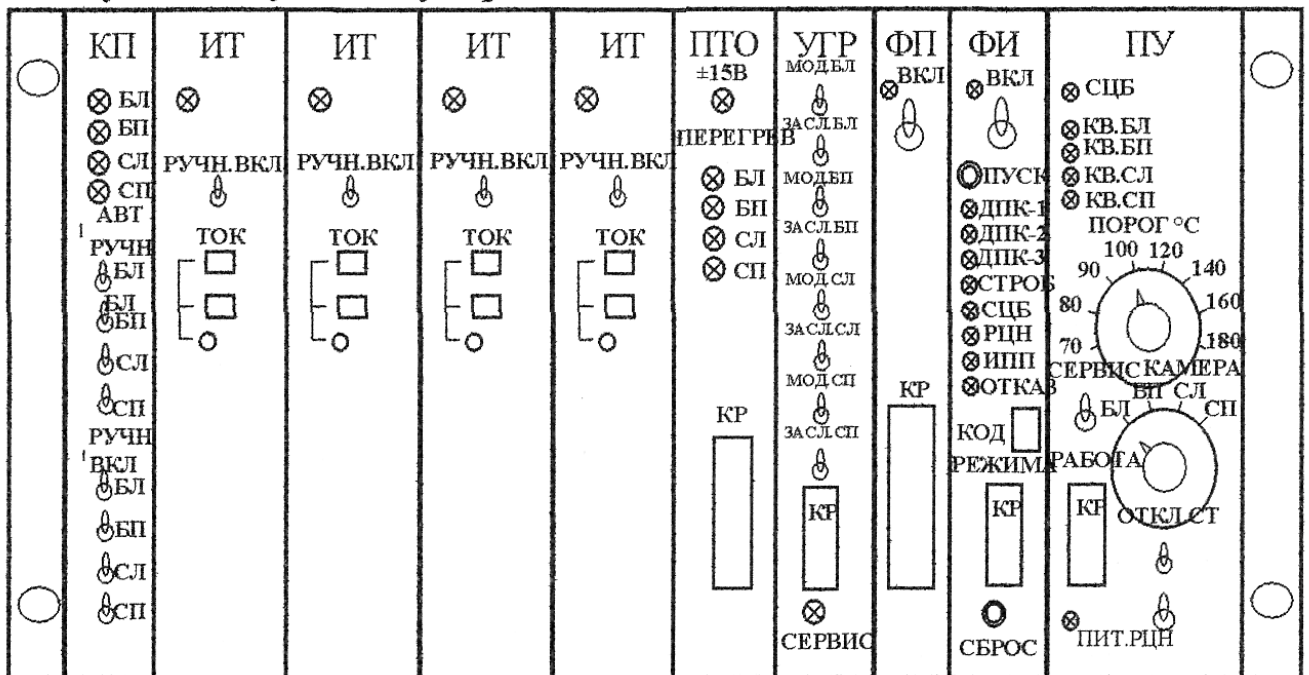 КП
БЛ
БП
СЛ
СП
АВТ
РУЧН
БЛ
БЛ
БП
СЛ
СП
РУЧН
ВКЛ
БЛ
БП
СЛ
СП
ИТ
РУЧН.ВКЛ
ТОК
ИТ
РУЧН.ВКЛ
ТОК
ИТ
РУЧН.ВКЛ
ТОК
ИТ
РУЧН.ВКЛ
ТОК
ПТО
±15В
ПЕРЕГРЕВ
БЛ
БП
СЛ
СП
КР
УГР
МОД.БЛ
ЗАСЛ.БЛ
МОД.БП
ЗАСЛ.БП
МОД.СЛ
ЗАСЛ.СЛ
МОД.СП
ЗАСЛ.СП
КР
СЕРВИС
ФП
ВКЛ
КР
ФИ
ВКЛ
ПУСК
ДПК-1
ДПК-2
ДПК-3
СТРОБ
СЦБ
РЦН
ИПП
ОТКАЗ
КОД
РЕЖИМА
КР
СБРОС
ПУ
СЦБ
КВ.БЛ
КВ.БП
КВ.СЛ
КВ.СП
ПОРОГ °С
100 120
90 140
80 160
70 180
СЕРВИС КАМЕРА
БП СЛ
БЛ СП
РАБОТА
КР
ОТКЛ.СТ
ПИТ.РЦН